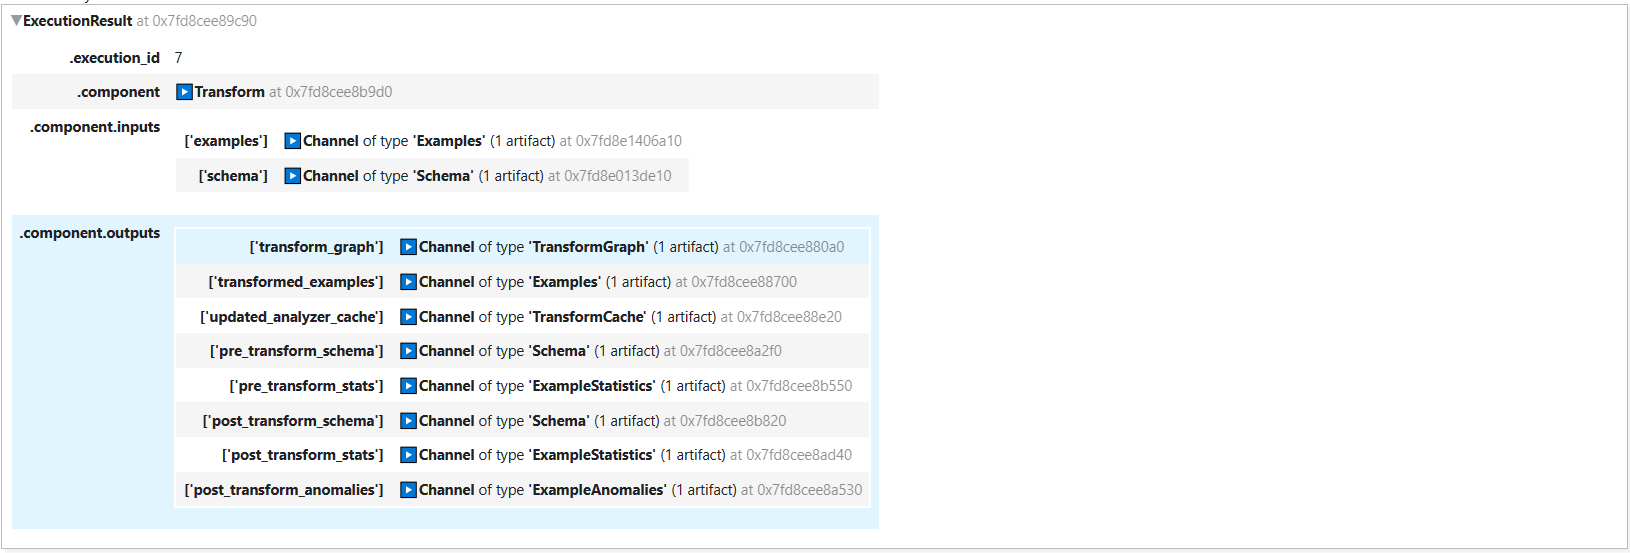 ▼ExecutionResult at 0x7fd8cee89c90
.execution_id 7
.component Transform at 0x7fd8cee8b9d0
.component.inputs
['examples'] Channel of type 'Examples' (1 artifact) at 0x7fd8e1406a10
['schema'] Channel of type 'Schema' (1 artifact) at 0x7fd8e013de10
.component.outputs
['transform_graph'] Channel of type 'TransformGraph' (1 artifact) at 0x7fd8cee880a0
['transformed_examples'] Channel of type 'Examples' (1 artifact) at 0x7fd8cee88700
['updated_analyzer_cache'] Channel of type 'TransformCache' (1 artifact) at 0x7fd8cee88e20
['pre_transform_schema'] Channel of type 'Schema' (1 artifact) at 0x7fd8cee8a2f0
['pre_transform_stats'] Channel of type 'ExampleStatistics' (1 artifact) at 0x7fd8cee8b550
['post_transform_schema'] Channel of type 'Schema' (1 artifact) at 0x7fd8cee8b820
['post_transform_stats'] Channel of type 'ExampleStatistics' (1 artifact) at 0x7fd8cee8ad40
['post_transform_anomalies'] Channel of type 'ExampleAnomalies' (1 artifact) at 0x7fd8cee8a530